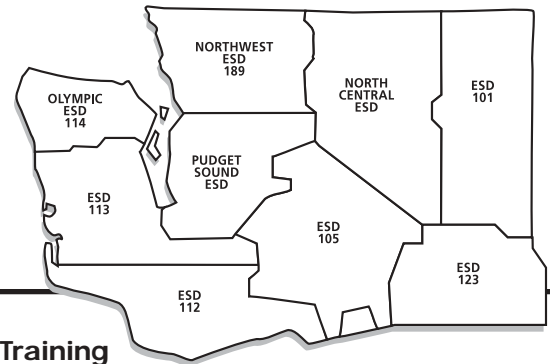 NORTHWEST
ESD
189
NORTH
CENTRAL
ESD
ESD
101
OLYMPIC
ESD
114
PUDGET
SOUND
ESD
ESD
113
ESD
105
ESD
123
ESD
112
Training